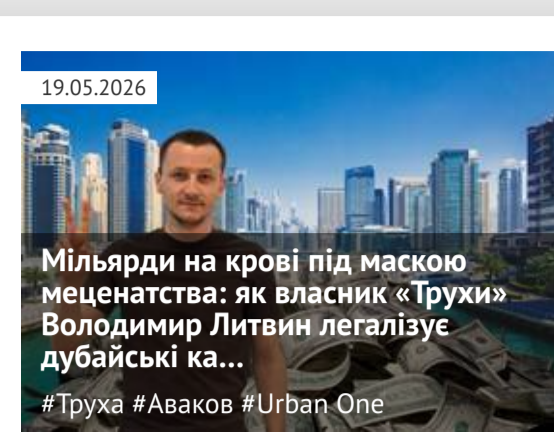 19.05.2026
Мільярди на крові під маскою
меценатства: як власник «Трухи»
Володимир Литвин легалізує
дубайські ка...
#Труха #Аваков #Urban One